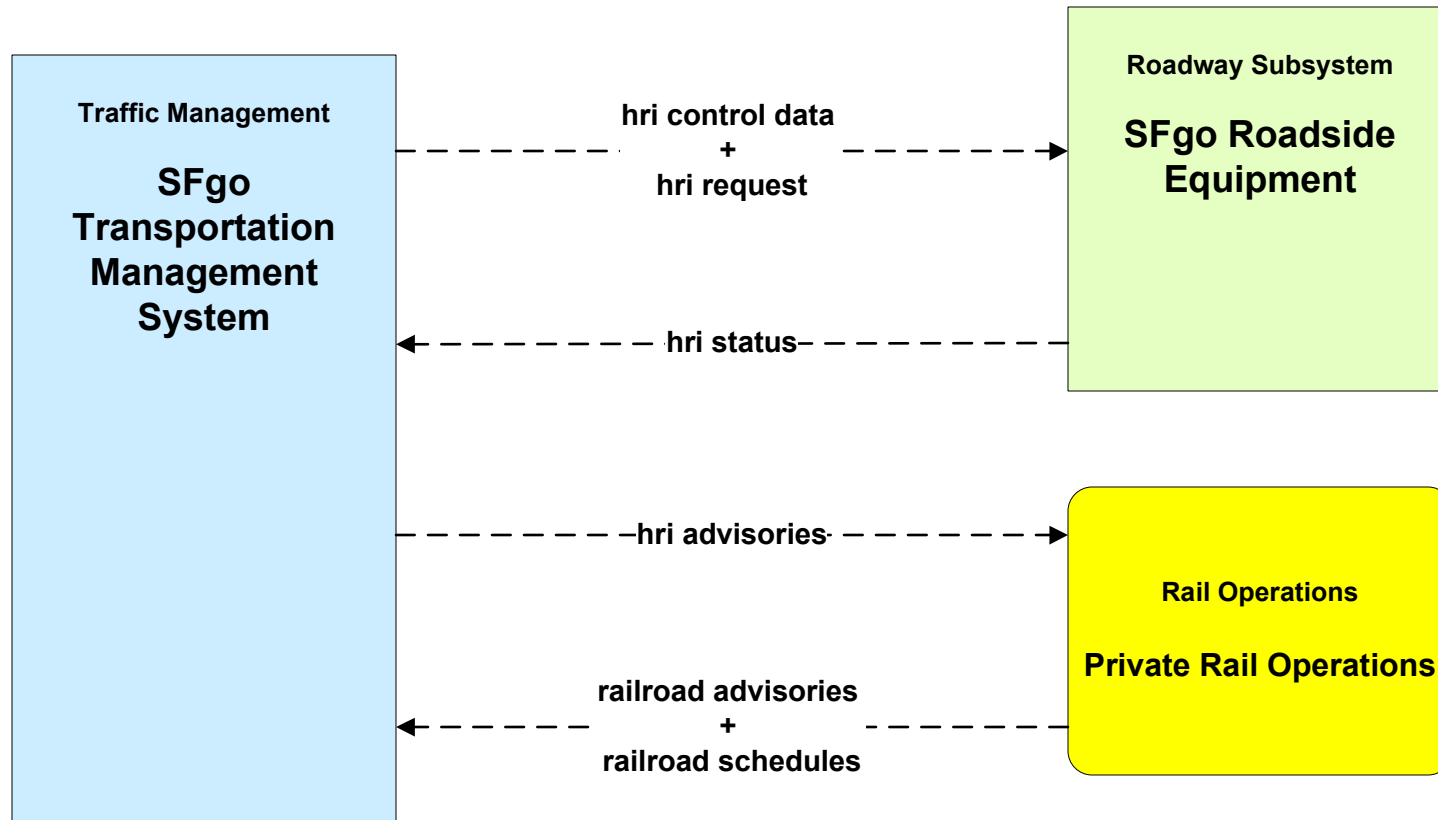 Traffic Management
SFgo
Transportation
Management
System
hri control data
+
hri request
hri status
hri advisories
railroad advisories
+
railroad schedules
Roadway Subsystem
SFgo Roadside
Equipment
Rail Operations
Private Rail Operations